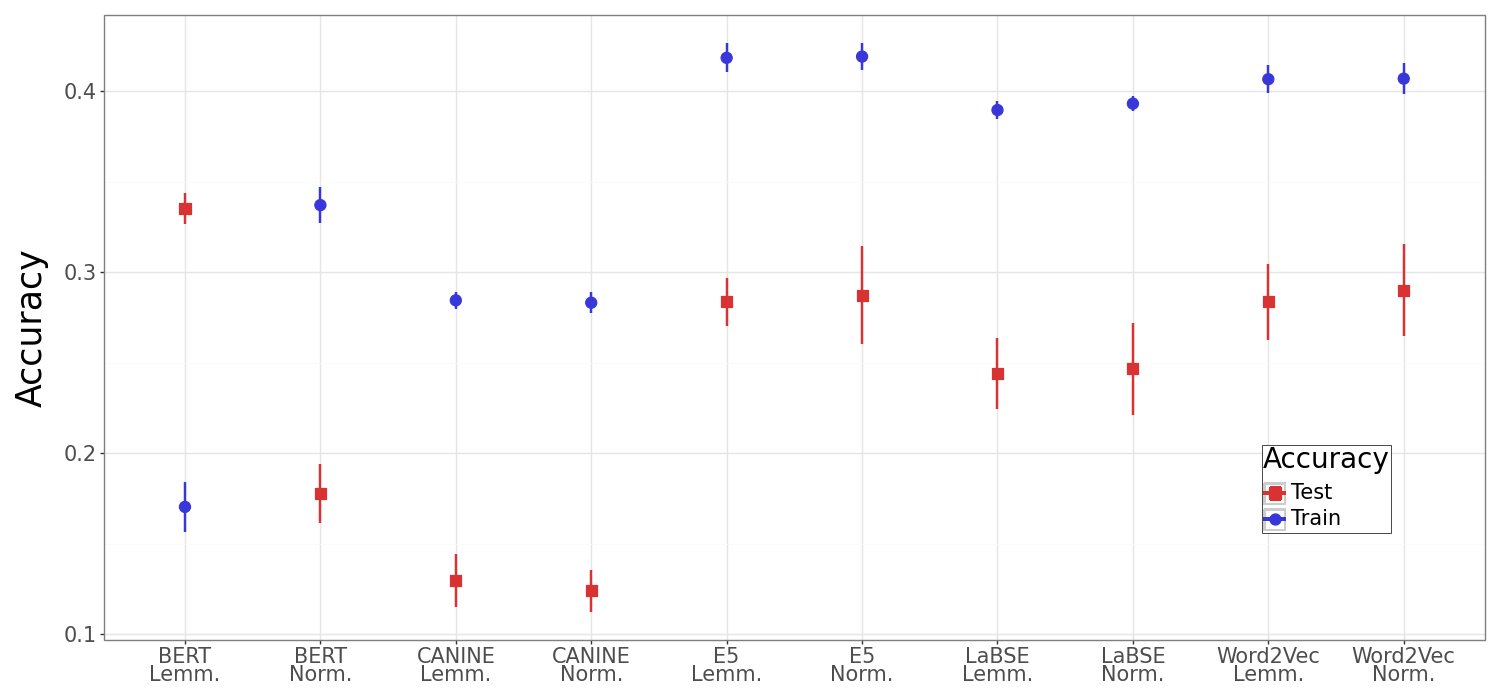 Accuracy
0.4
0.3
0.2
0.1
Accuracy
Test
Train
BERT BERT CANINE CANINE E5 E5 LaBSE LaBSE Word2Vec Word2Vec
Lemm. Norm. Lemm. Norm. Lemm. Norm. Lemm. Norm. Lemm. Norm.